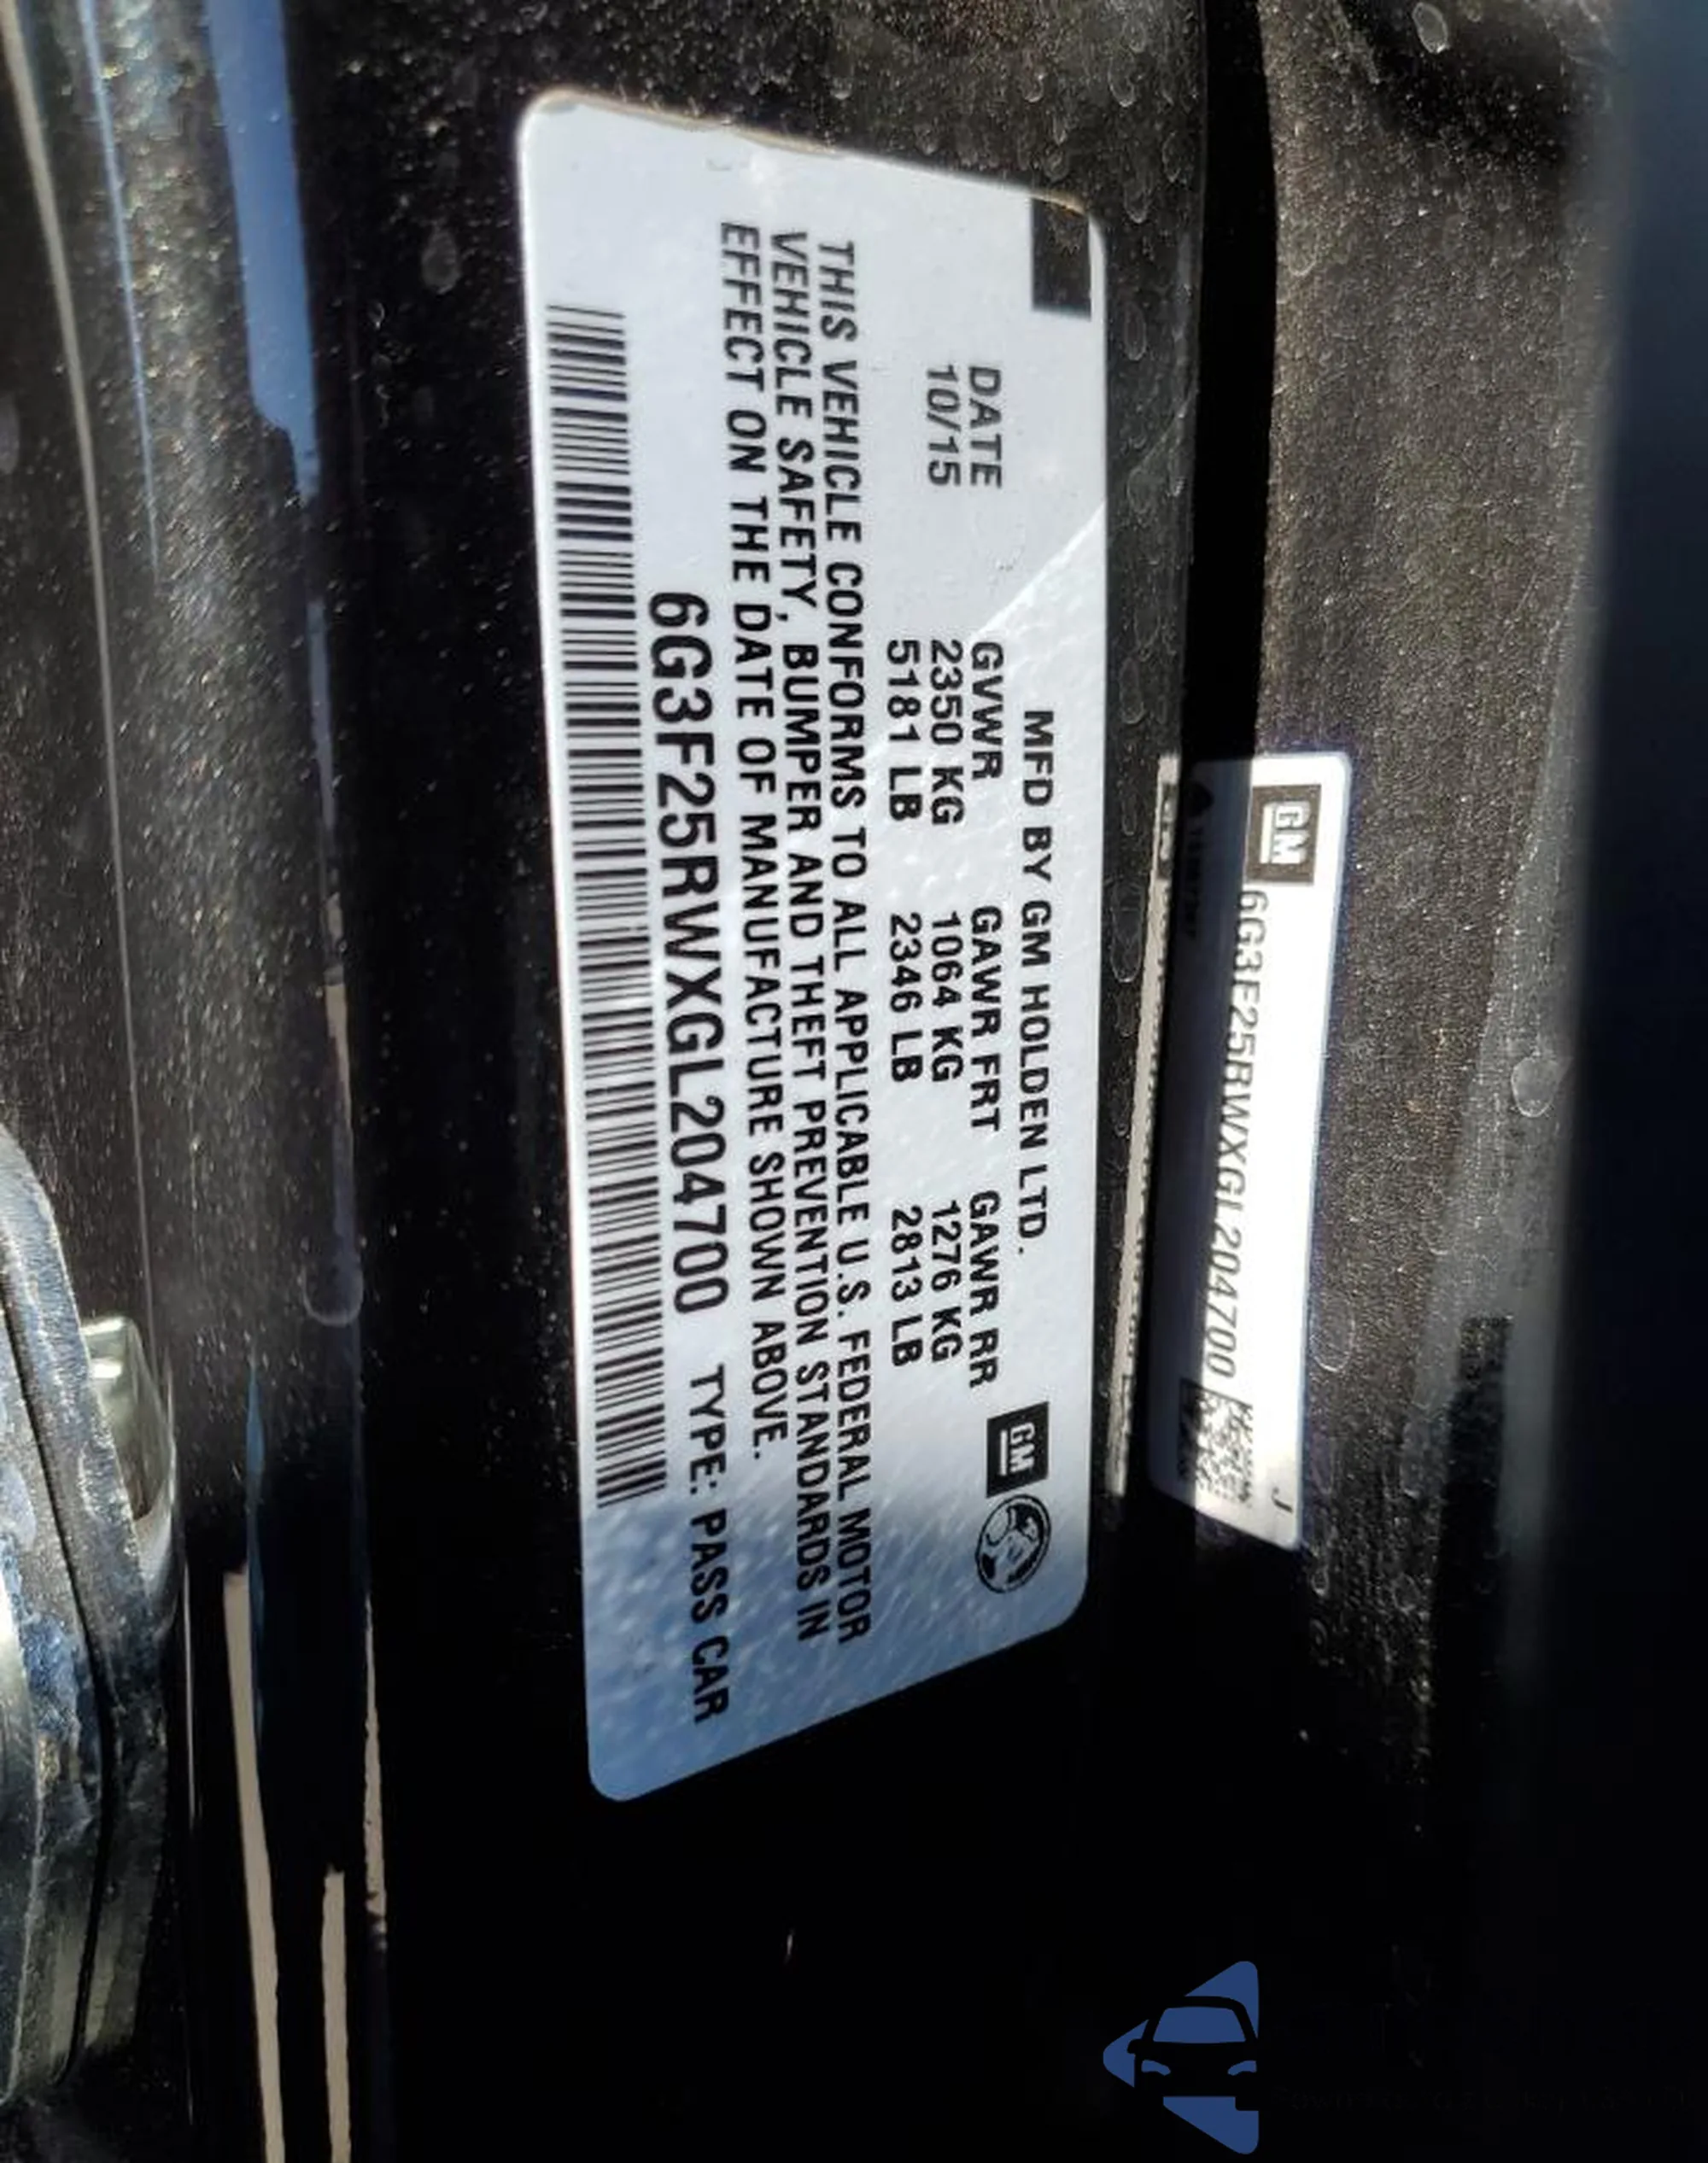 MFD BY GM HOLDEN LTD.
GM
DATE GVWR GAWR FRT GAWR RR
10/15 2350 KG 1064 KG 1276 KG
5181 LB 2346 LB 2813 LB
THIS VEHICLE CONFORMS TO ALL APPLICABLE U.S. FEDERAL MOTOR
VEHICLE SAFETY, BUMPER AND THEFT PREVENTION STANDARDS IN
EFFECT ON THE DATE OF MANUFACTURE SHOWN ABOVE.
6G3F25RWXGL204700 TYPE: PASS CAR
GM
6G3F25RWXGL204700
J